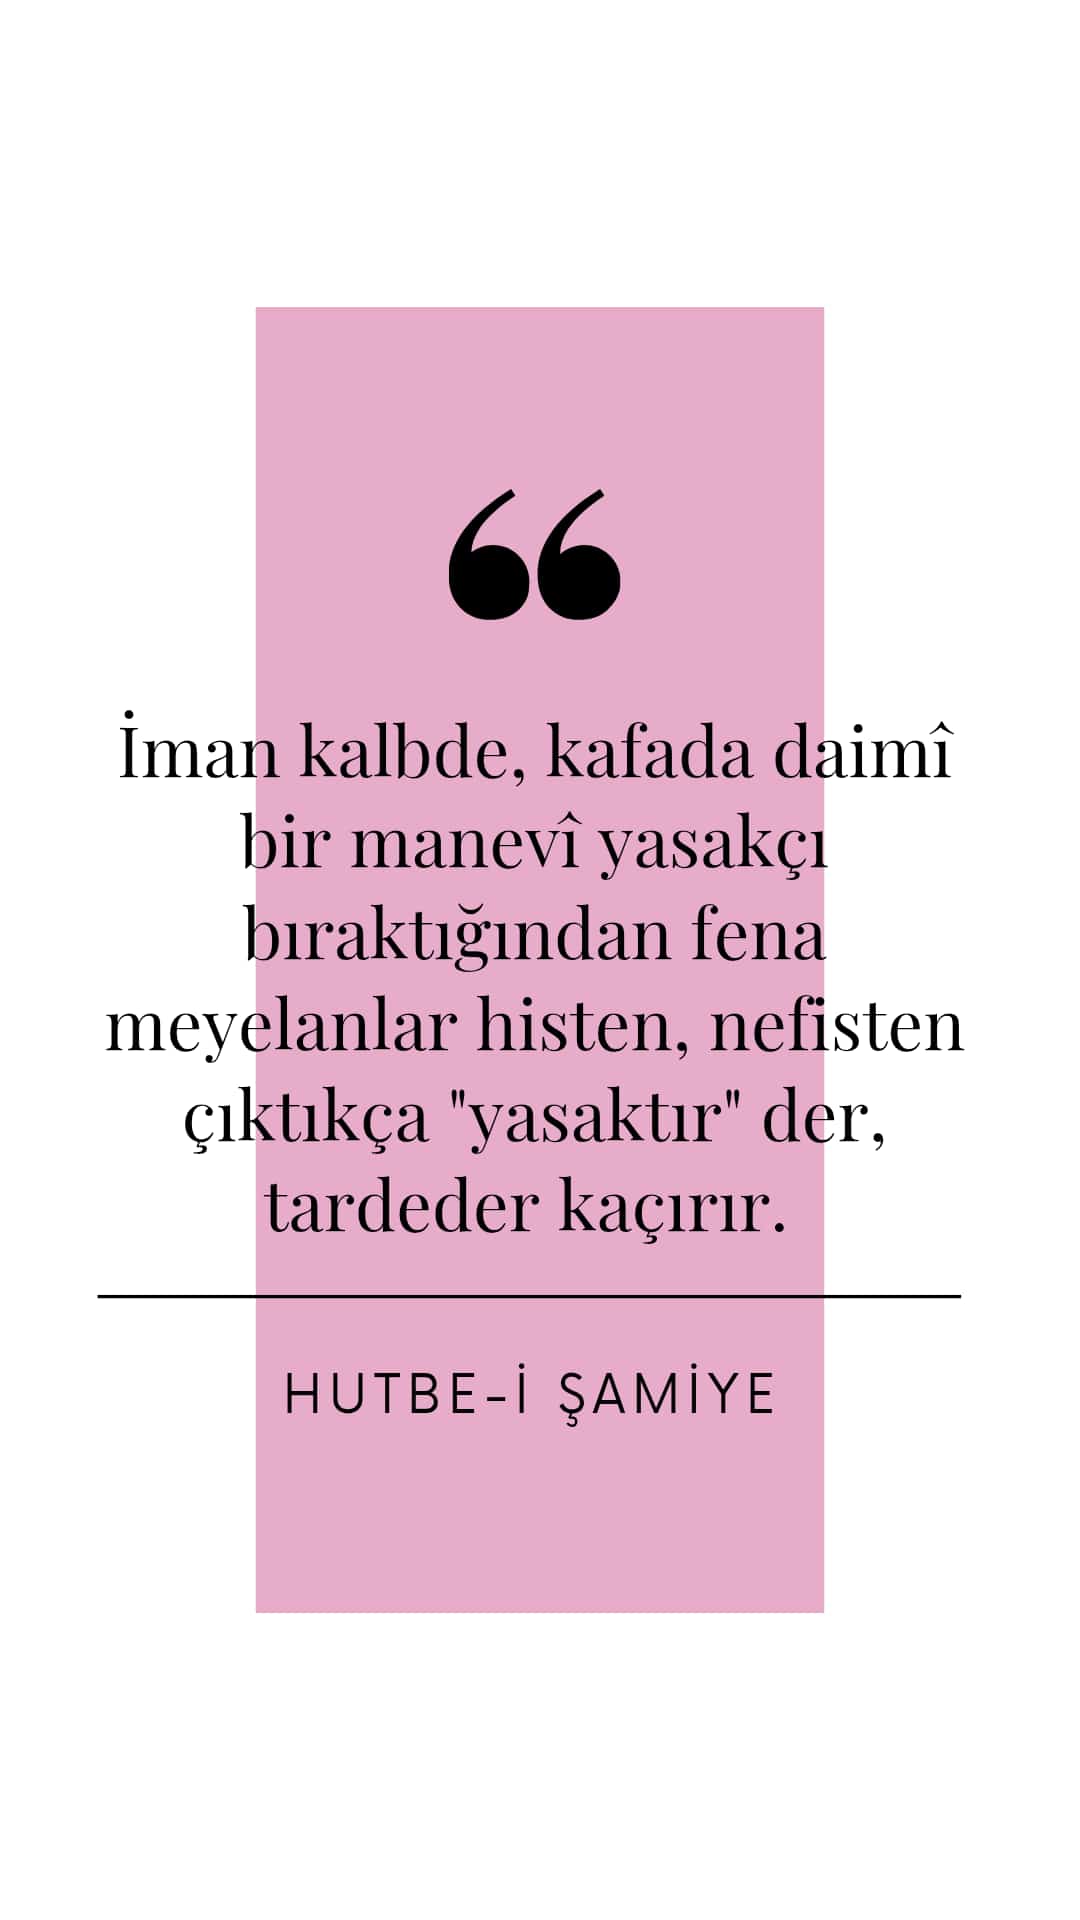 “
İman kalbde, kafada daimî
bir manevî yasakçı
bıraktığından fena
meyelanlar histen, nefisten
çıktıkça "yasaktır" der,
tardeder kaçırır.
HUTBE-İ ŞAMİYE